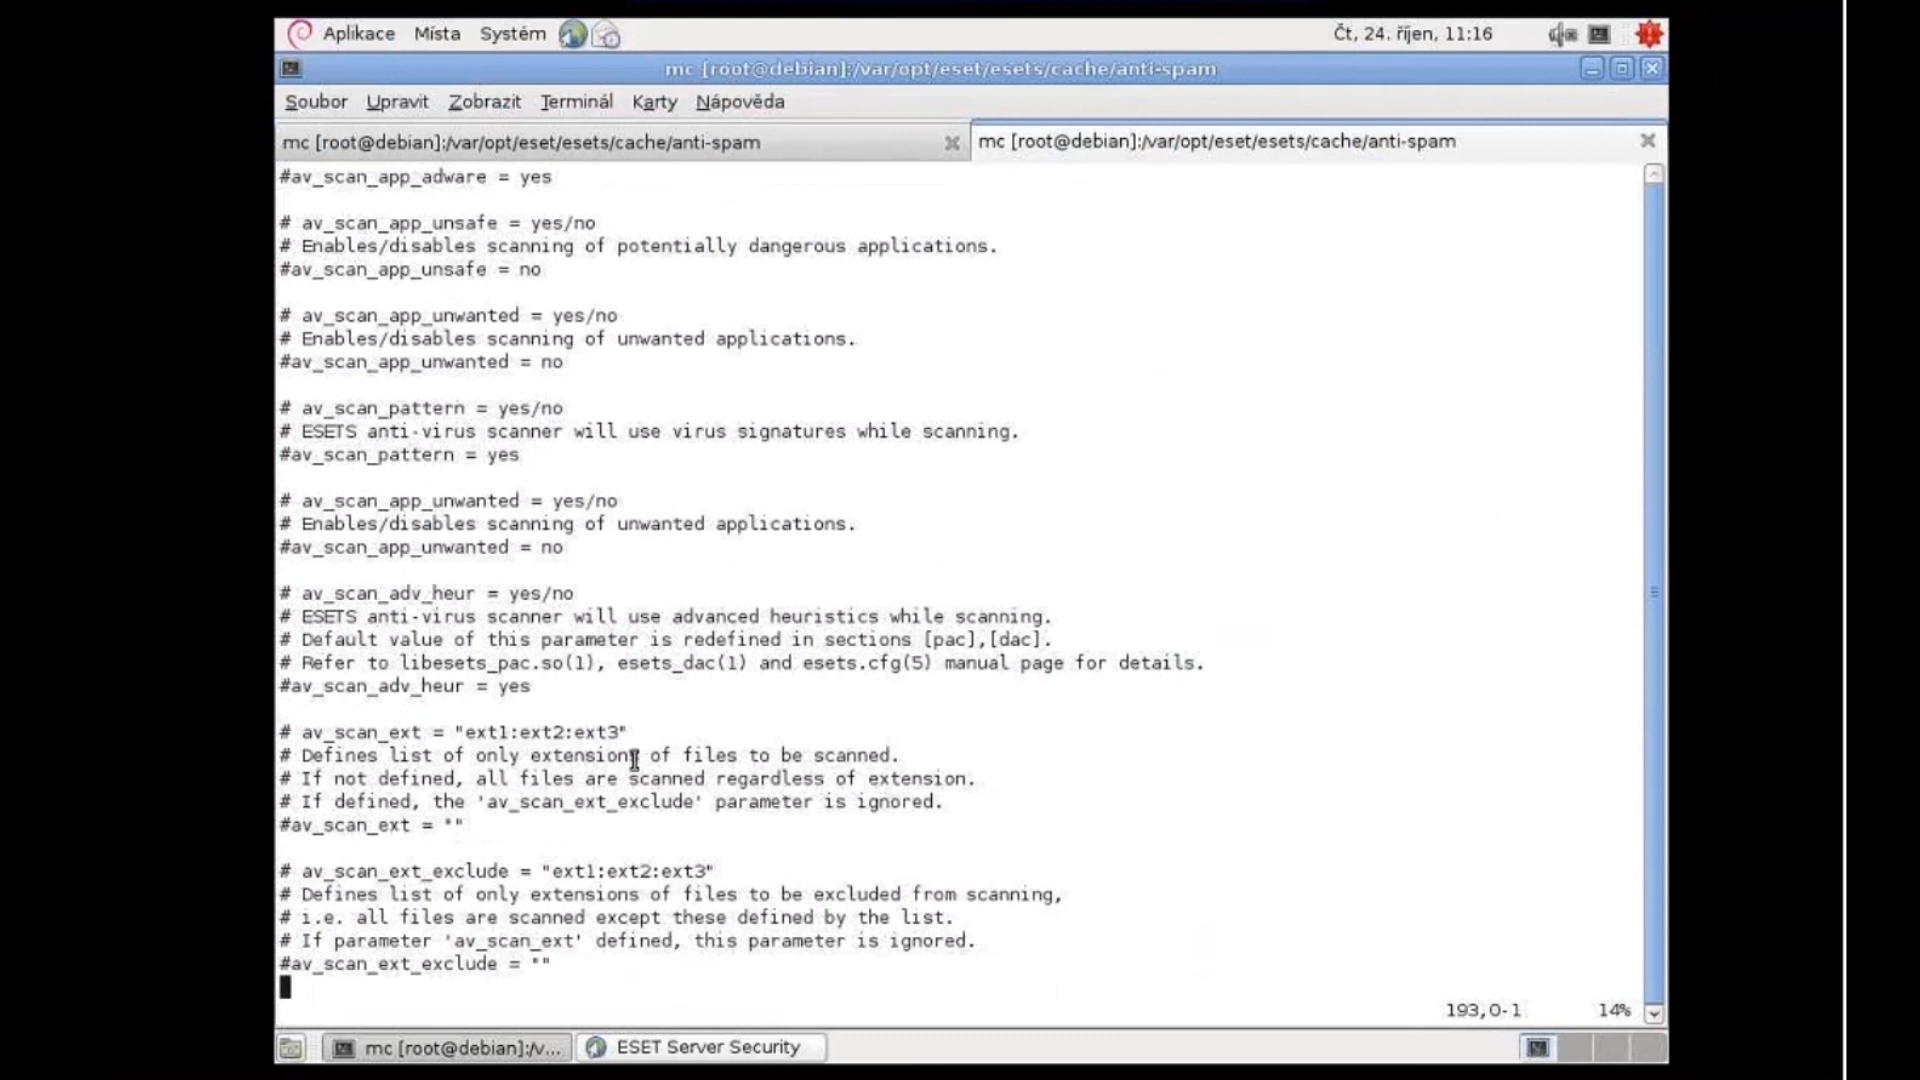 Aplikace Místa Systém
Čt, 24. říjen, 11:16
mc [root@debian]:/var/opt/eset/esets/cache/anti-spam
Soubor Upravit Zobrazit Terminál Karty Nápověda
mc [root@debian]:/var/opt/eset/esets/cache/anti-spam
mc [root@debian]:/var/opt/eset/esets/cache/anti-spam
#av_scan_app_adware = yes
# av_scan_app_unsafe = yes/no
# Enables/disables scanning of potentially dangerous applications.
#av_scan_app_unsafe = no
# av_scan_app_unwanted = yes/no
# Enables/disables scanning of unwanted applications.
#av_scan_app_unwanted = no
# av_scan_pattern = yes/no
# ESETS anti-virus scanner will use virus signatures while scanning.
#av_scan_pattern = yes
# av_scan_app_unwanted = yes/no
# Enables/disables scanning of unwanted applications.
#av_scan_app_unwanted = no
# av_scan_adv_heur = yes/no
# ESETS anti-virus scanner will use advanced heuristics while scanning.
# Default value of this parameter is redefined in sections [pac],[dac].
# Refer to libesets_pac.so(1), esets_dac(1) and esets.cfg(5) manual page for details.
#av_scan_adv_heur = yes
# av_scan_ext = "ext1:ext2:ext3"
# Defines list of only extensions of files to be scanned.
# If not defined, all files are scanned regardless of extension.
# If defined, the 'av_scan_ext_exclude' parameter is ignored.
#av_scan_ext = ""
# av_scan_ext_exclude = "ext1:ext2:ext3"
# Defines list of only extensions of files to be excluded from scanning,
# i.e. all files are scanned except these defined by the list.
# If parameter 'av_scan_ext' defined, this parameter is ignored.
#av_scan_ext_exclude = ""
193,0-1 14%
mc [root@debian]:/v...
ESET Server Security